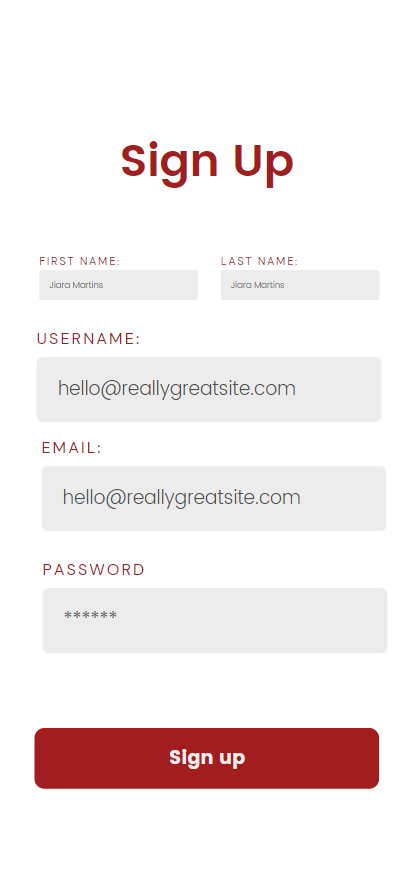 Sign Up
FIRST NAME: LAST NAME:
Jiara Martins Jiara Martins
USERNAME:
hello@reallygreatsite.com
EMAIL:
hello@reallygreatsite.com
PASSWORD
******
Sign up